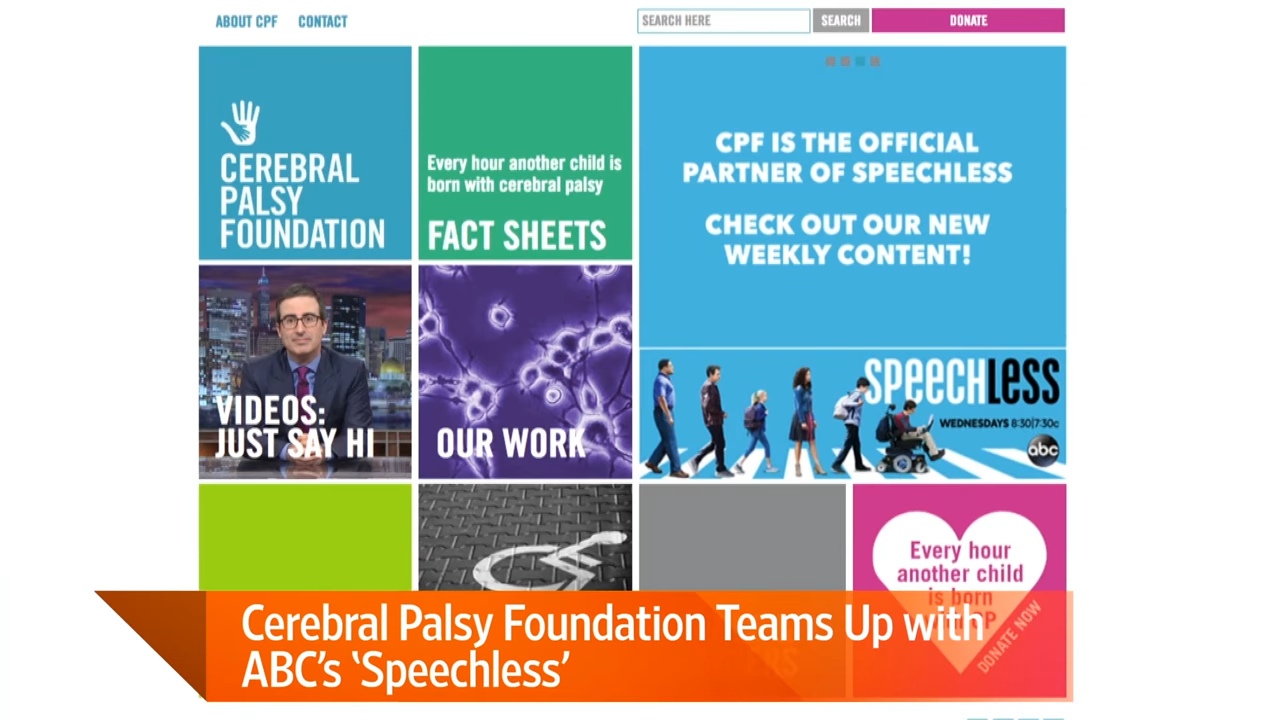 ABOUT CPF
CONTACT
SEARCH HERE
SEARCH
DONATE
CEREBRAL
PALSY
FOUNDATION
Every hour another child is
born with cerebral palsy
FACT SHEETS
CPF IS THE OFFICIAL
PARTNER OF SPEECHLESS
CHECK OUT OUR NEW
WEEKLY CONTENT!
VIDEOS:
JUST SAY HI
OUR WORK
SPEECHLESS
WEDNESDAYS 8:30|7:30c
abc
Every hour
another child
is born
DONATE NOW
Cerebral Palsy Foundation Teams Up with
ABC's 'Speechless'